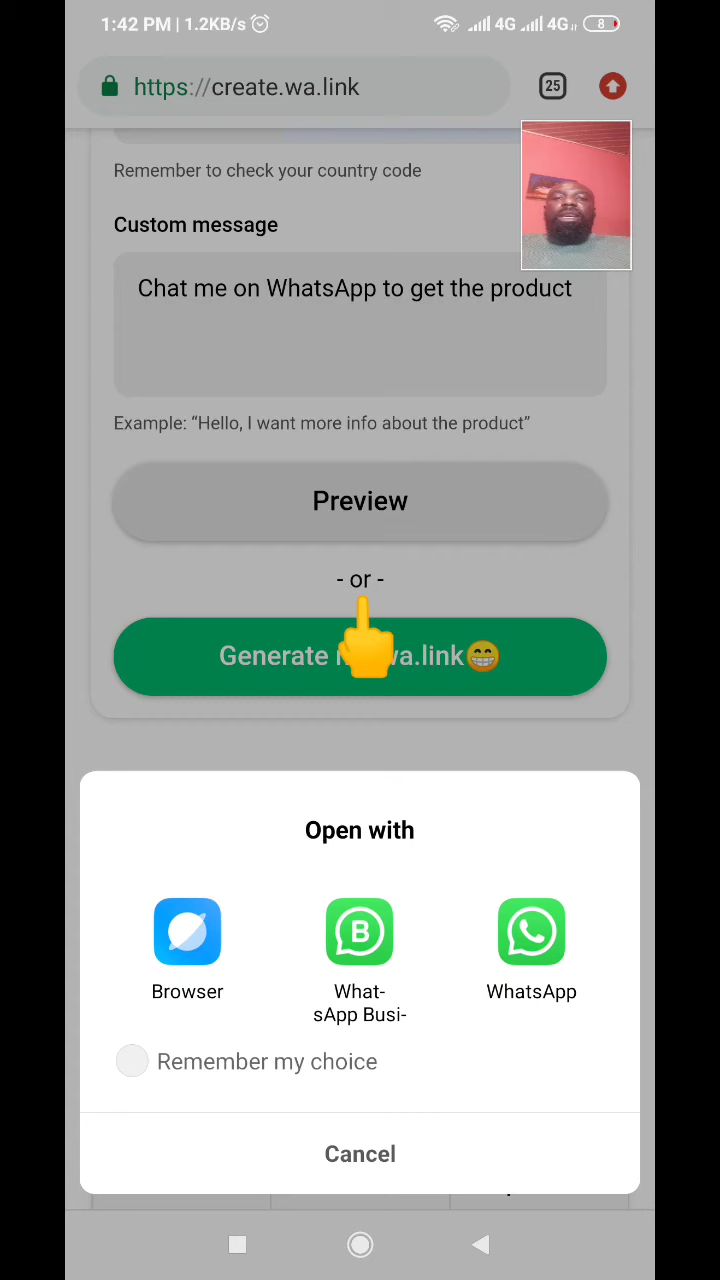 1:42 PM | 1.2KB/s 4G 4G 8
https://create.wa.link 25
Remember to check your country code
Custom message
Chat me on WhatsApp to get the product
Example: “Hello, I want more info about the product”
Preview
- or -
Generate wa.link😁
Open with
Browser
What-
sApp Busi-
WhatsApp
Remember my choice
Cancel